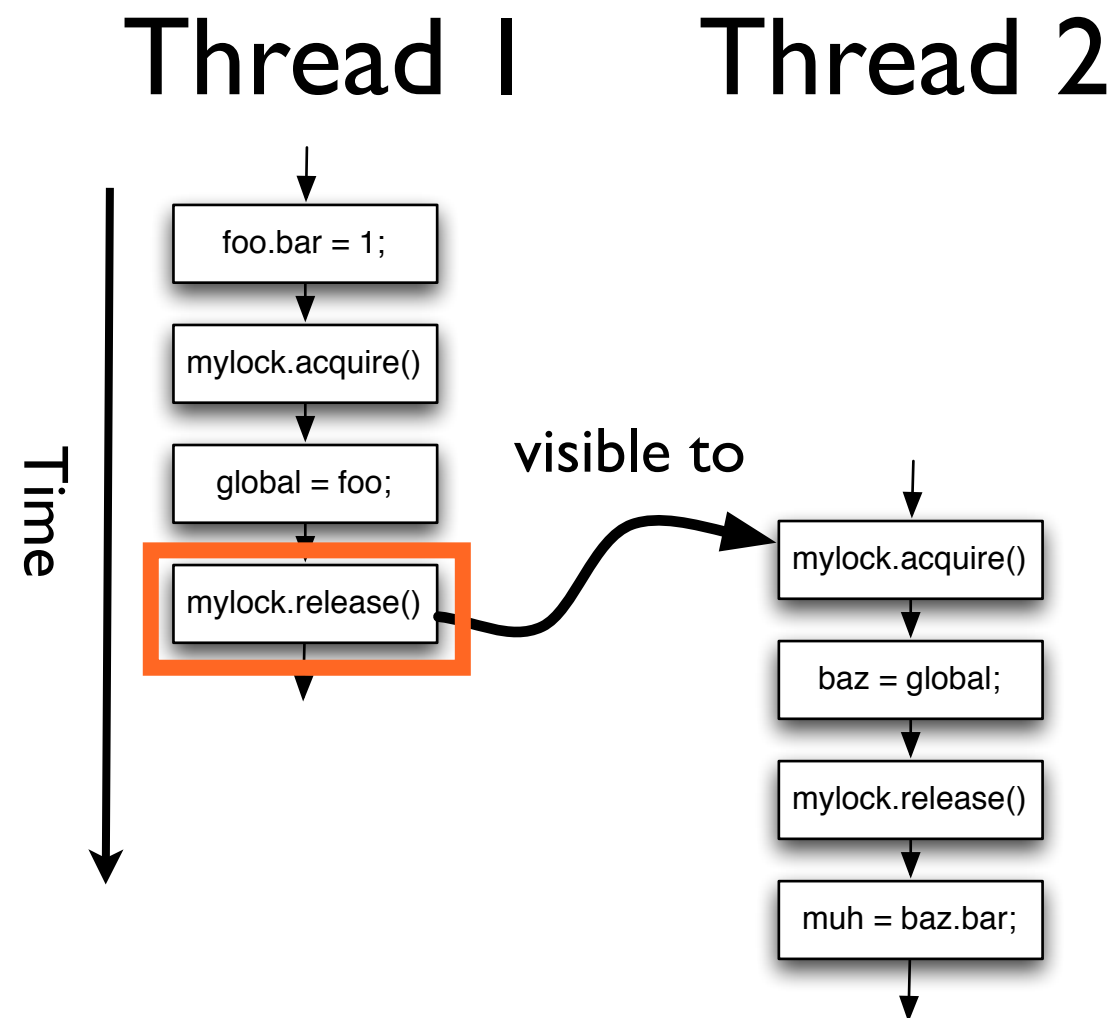 Thread 1
Thread 2
Time
foo.bar = 1;
mylock.acquire()
global = foo;
mylock.release()
visible to
mylock.acquire()
baz = global;
mylock.release()
muh = baz.bar;